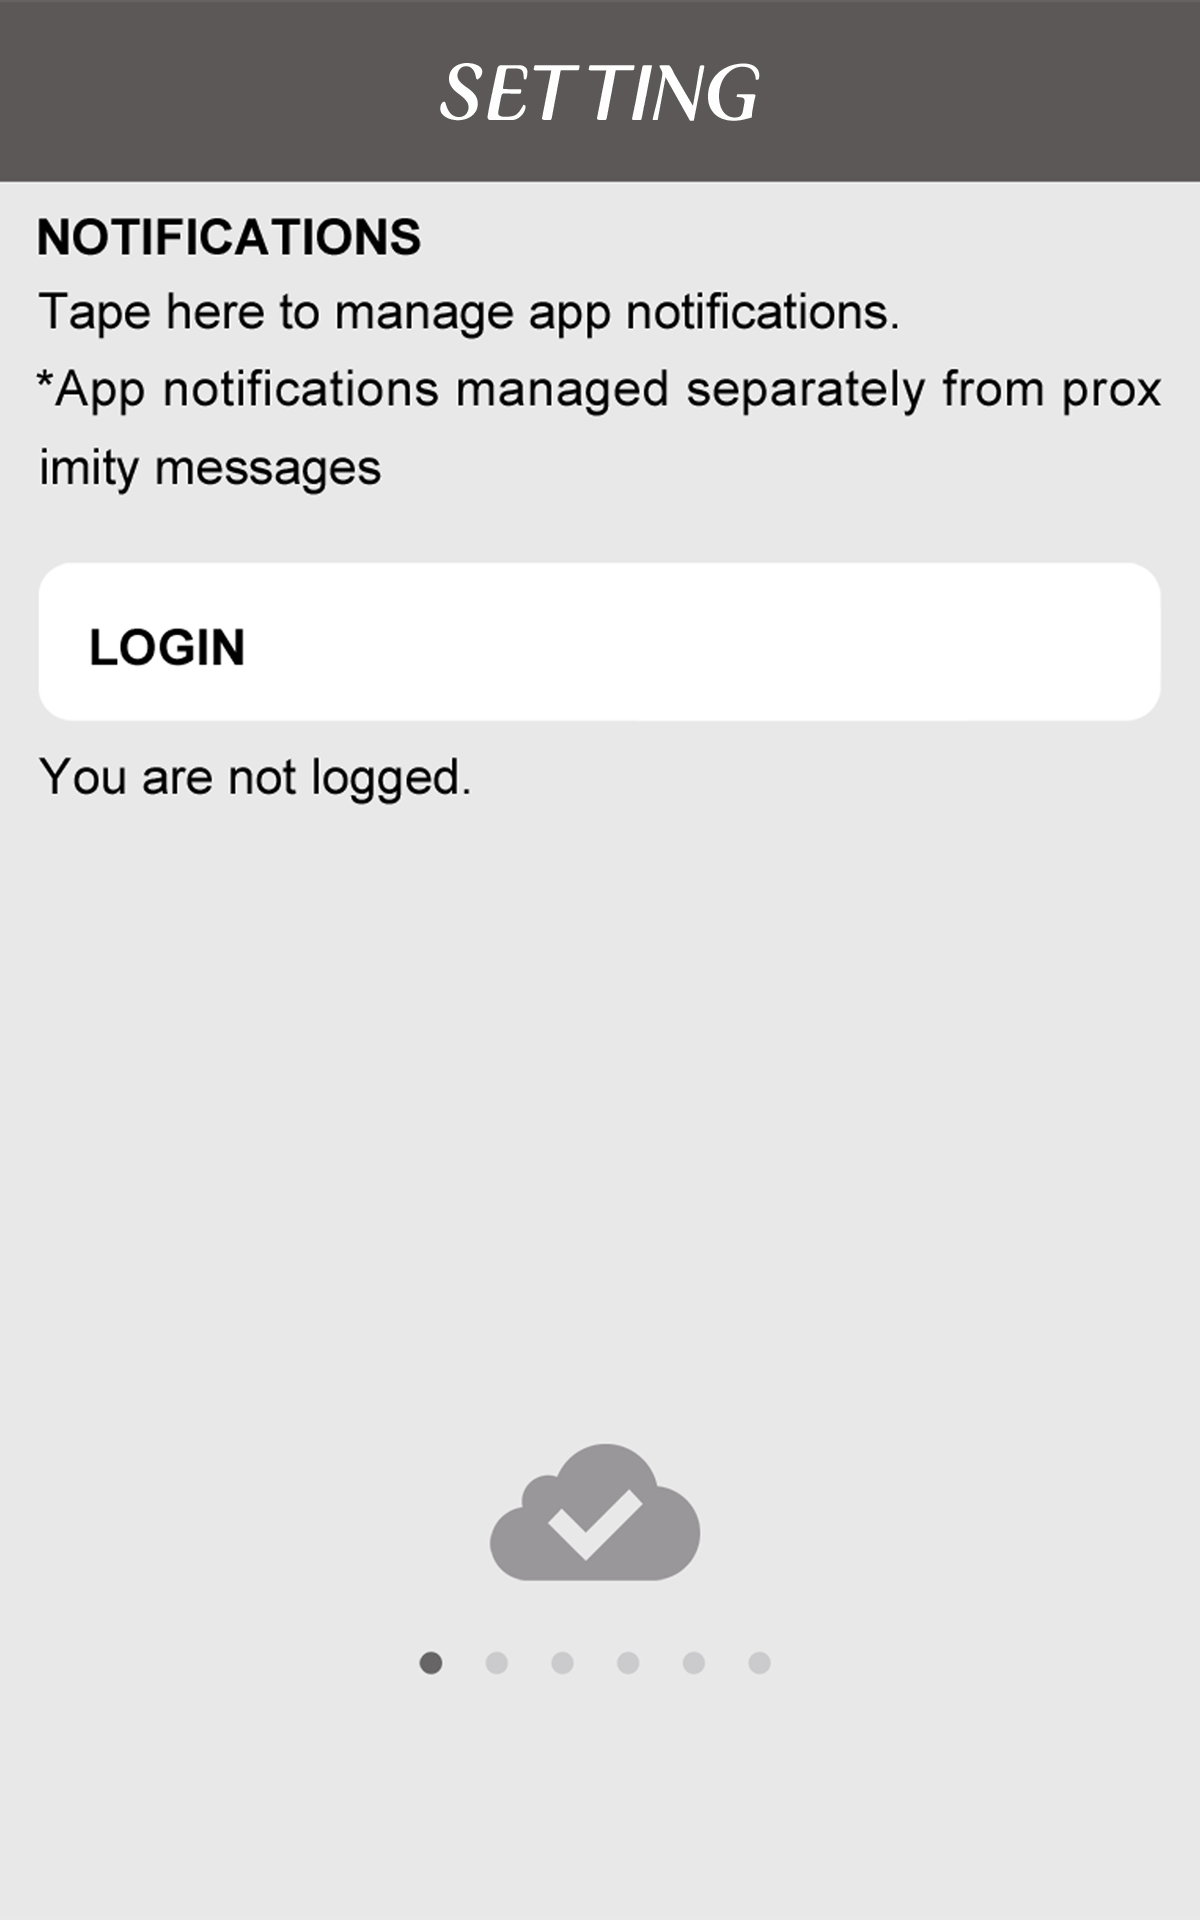 SETTING
NOTIFICATIONS
Tape here to manage app notifications.
*App notifications managed separately from prox
imity messages
LOGIN
You are not logged.